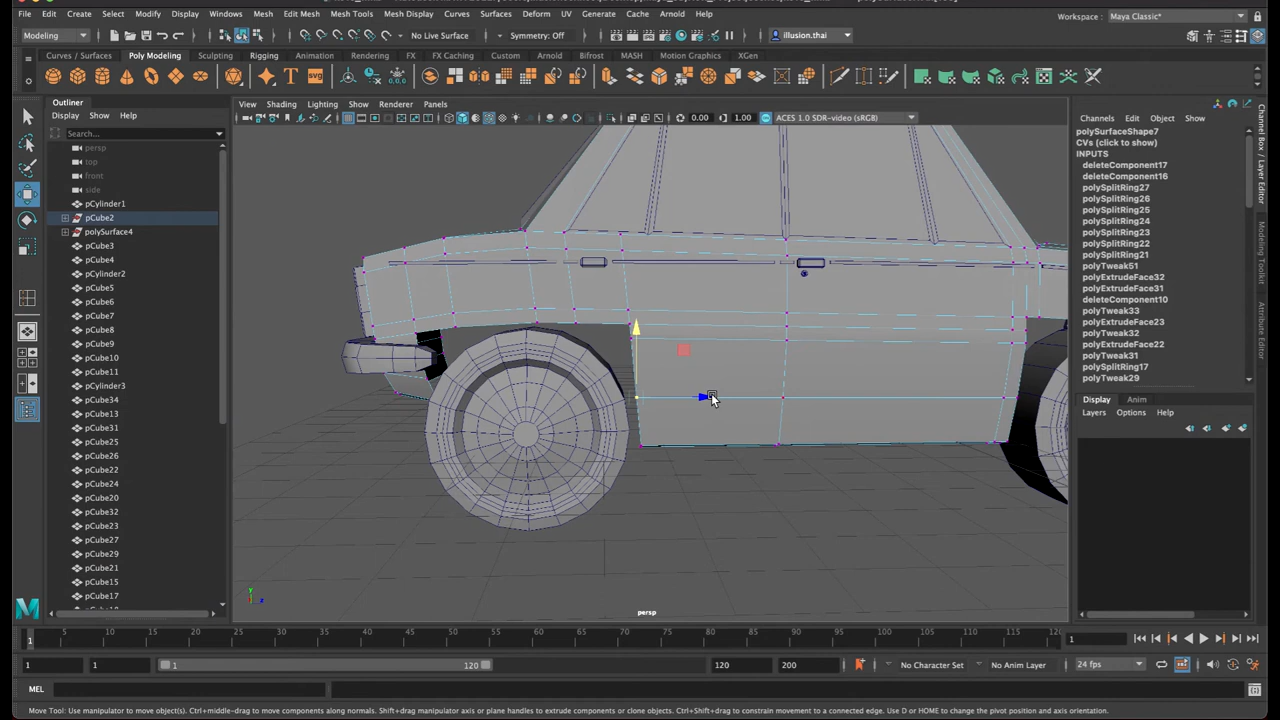 File Edit Create Select Modify Display Windows Mesh Edit Mesh Mesh Tools Mesh Display Curves Surfaces Deform UV Generate Cache Arnold Help
Workspace : Maya Classic*
Modeling
No Live Surface
Symmetry: Off
illusion.thai
Curves / Surfaces Poly Modeling Sculpting Rigging Animation Rendering FX FX Caching Custom Arnold Bifrost MASH Motion Graphics XGen
Outliner
Display Show Help
Search...
persp
top
front
side
pCylinder1
pCube2
polySurface4
pCube3
pCube4
pCylinder2
pCube5
pCube6
pCube7
pCube8
pCube9
pCube10
pCube11
pCylinder3
pCube34
pCube13
pCube31
pCube26
pCube25
pCube22
pCube24
pCube20
pCube32
pCube23
pCube27
pCube29
pCube21
pCube15
pCube17
View Shading Lighting Show Renderer Panels
0.00
1.00
ACES 1.0 SDR-video (sRGB)
persp
Channels Edit Object Show
polySurfaceShape7
CVs (click to show)
INPUTS
deleteComponent17
deleteComponent16
polySplitRing27
polySplitRing26
polySplitRing25
polySplitRing24
polySplitRing23
polySplitRing22
polySplitRing21
polyTweak51
polyExtrudeFace32
polyExtrudeFace31
deleteComponent10
polyTweak33
polyExtrudeFace23
polyTweak32
polyExtrudeFace22
polyTweak31
polySplitRing17
polyTweak29
Display Anim
Layers Options Help
Channel Box / Layer Editor
Modeling Toolkit
Attribute Editor
1 5 10 15 20 25 30 35 40 45 50 55 60 65 70 75 80 85 90 95 100 105 110 115 120
1
1 1 1 120 120 200
No Character Set
No Anim Layer
24 fps
MEL
Move Tool: Use manipulator to move object(s). Ctrl+middle-drag to move components along normals. Shift+drag manipulator axis or plane handles to extrude components or clone objects. Ctrl+Shift+drag to constrain movement to a connected edge. Use D or HOME to change the pivot position and axis orientation.